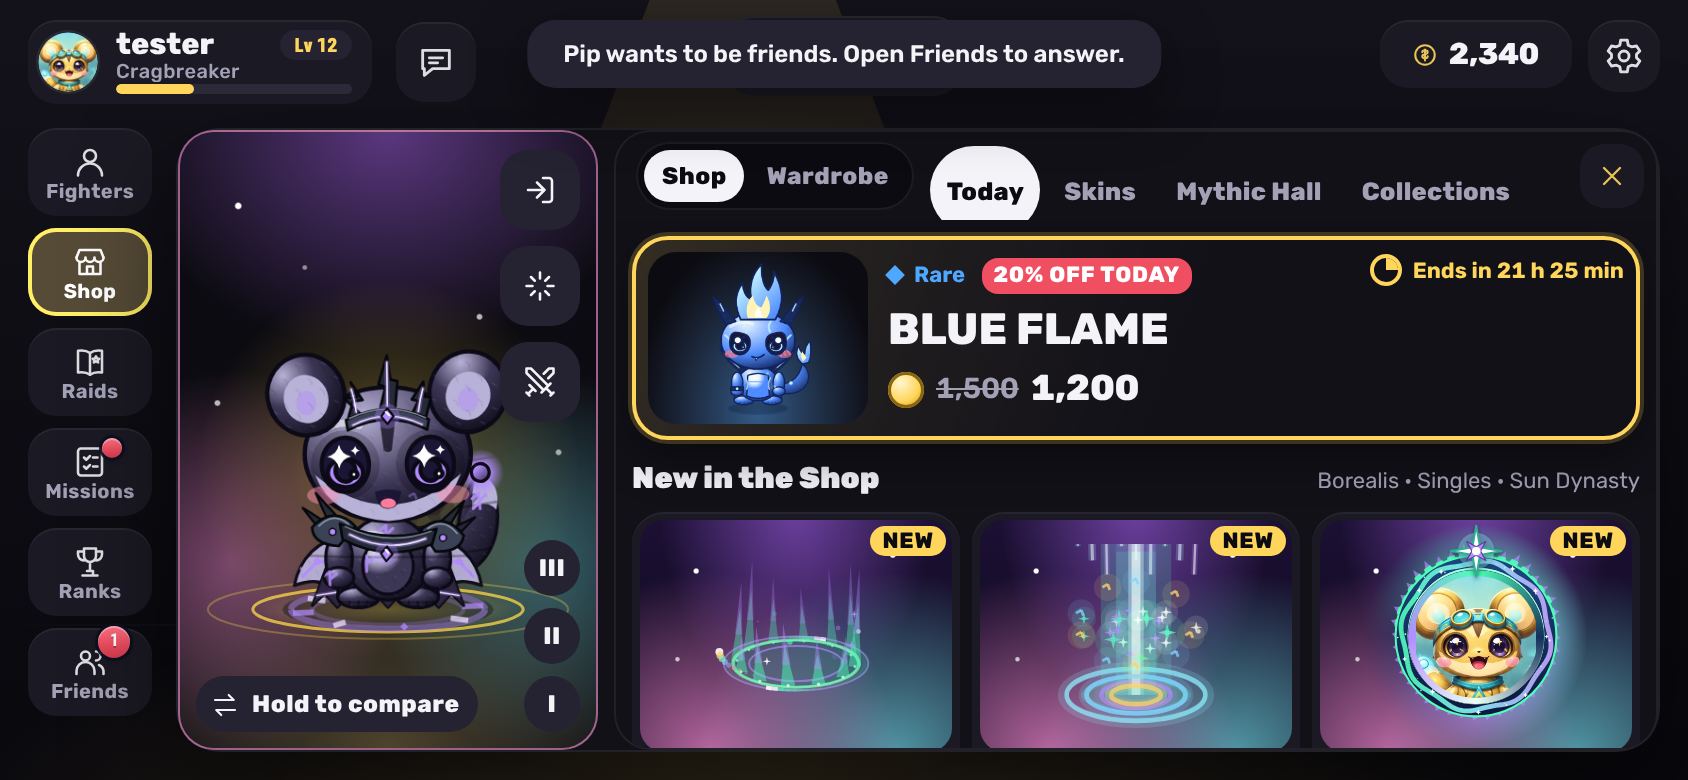 tester
Lv 12
Cragbreaker
Pip wants to be friends. Open Friends to answer.
2,340
Fighters
Shop
Raids
Missions
Ranks
1
Friends
III
II
I
Hold to compare
Shop
Wardrobe
Today
Skins
Mythic Hall
Collections
Rare
20% OFF TODAY
Ends in 21 h 25 min
BLUE FLAME
1,500 1,200
New in the Shop
Borealis • Singles • Sun Dynasty
NEW
NEW
NEW